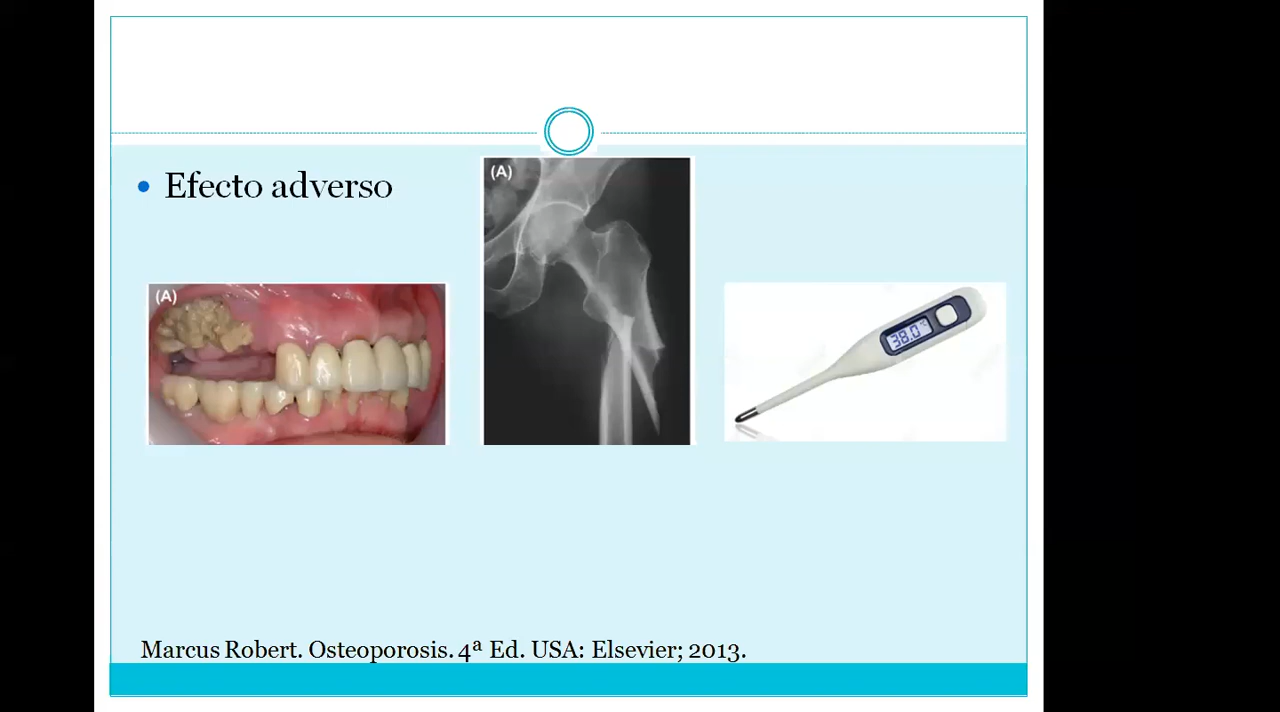 Efecto adverso
(A)
(A)
38.0°C
Marcus Robert. Osteoporosis. 4ª Ed. USA: Elsevier; 2013.